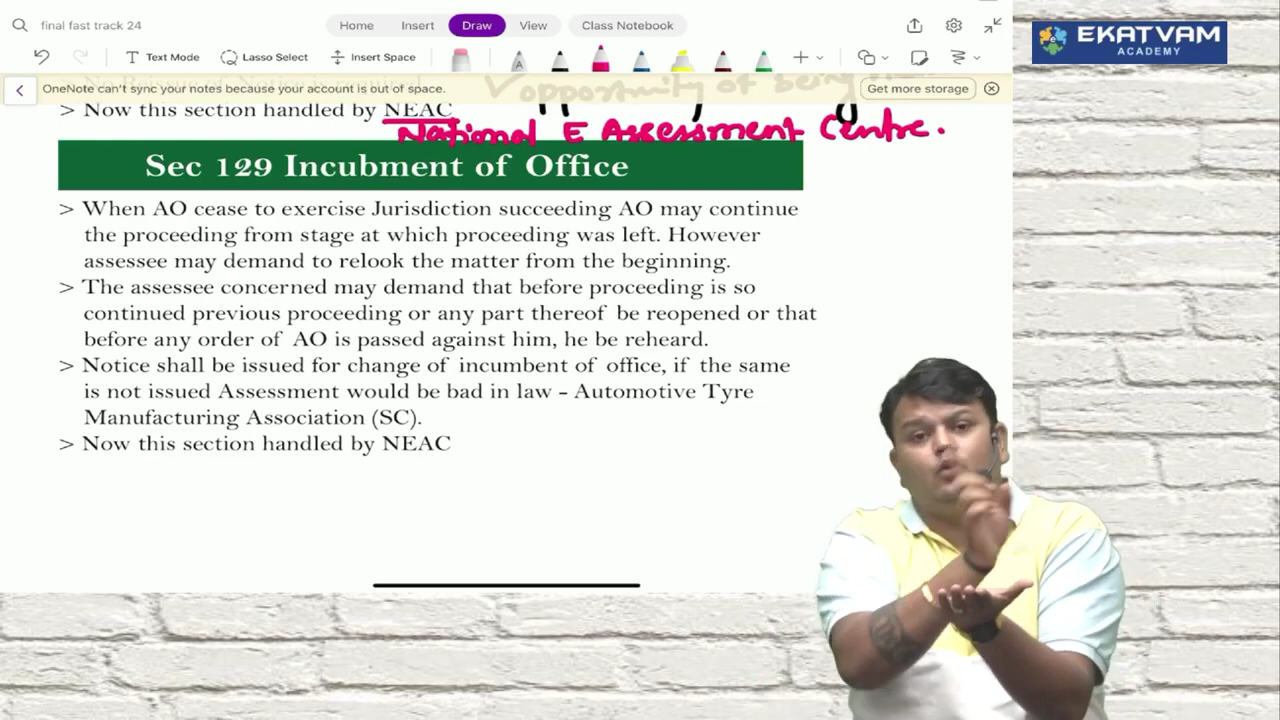 final fast track 24
Home Insert Draw View Class Notebook
EKATVAM
ACADEMY
Text Mode Lasso Select Insert Space
opportunity of being
OneNote can't sync your notes because your account is out of space. Get more storage
> Now this section handled by NEAC
National E Assessment Centre.
Sec 129 Incubment of Office
> When AO cease to exercise Jurisdiction succeeding AO may continue
the proceeding from stage at which proceeding was left. However
assessee may demand to relook the matter from the beginning.
> The assessee concerned may demand that before proceeding is so
continued previous proceeding or any part thereof be reopened or that
before any order of AO is passed against him, he be reheard.
> Notice shall be issued for change of incumbent of office, if the same
is not issued Assessment would be bad in law - Automotive Tyre
Manufacturing Association (SC).
> Now this section handled by NEAC